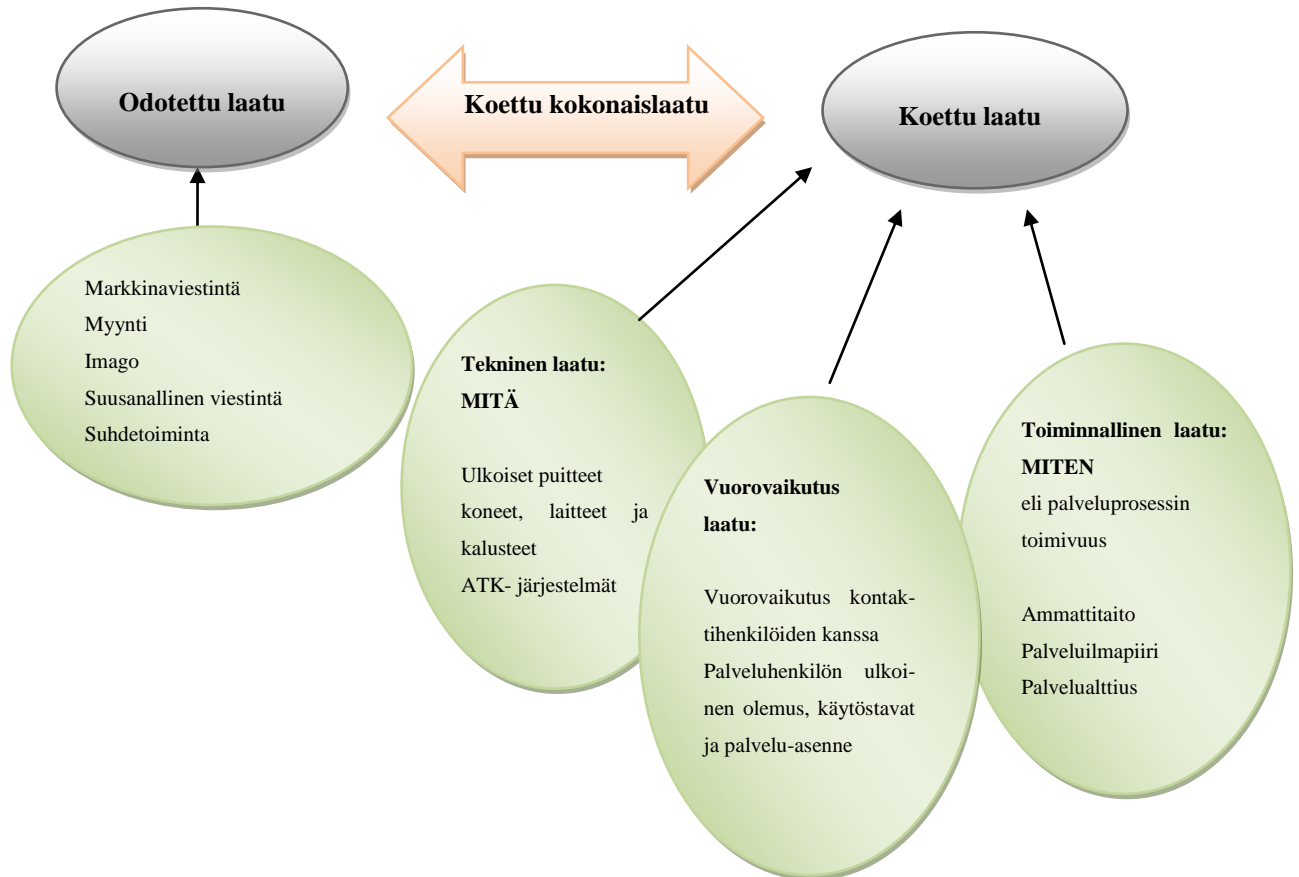 Odotettu laatu
Koettu kokonaislaatu
Koettu laatu
Markkinaviestintä
Myynti
Imago
Suusanallinen viestintä
Suhdetoiminta
Tekninen laatu:
MITÄ
Ulkoiset puitteet
koneet, laitteet ja
kalusteet
ATK- järjestelmät
Vuorovaikutus
laatu:
Vuorovaikutus kontak-
tihenkilöiden kanssa
Palveluhenkilön ulkoi-
nen olemus, käytöstavat
ja palvelu-asenne
Toiminnallinen laatu:
MITEN
eli palveluprosessin
toimivuus
Ammattitaito
Palveluilmapiiri
Palvelualttius